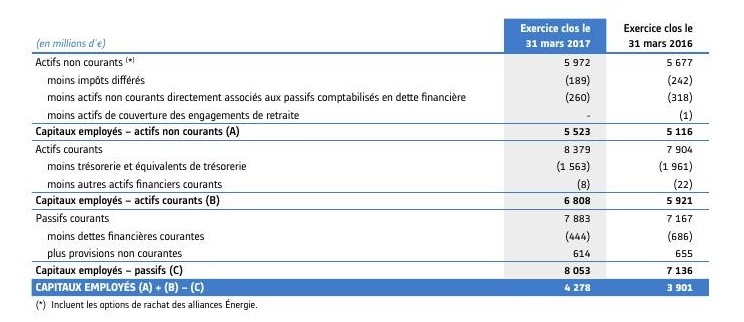 (en millions d'€) Exercice clos le 31 mars 2017 Exercice clos le 31 mars 2016
Actifs non courants (*) 5 972 5 677
moins impôts différés (189) (242)
moins actifs non courants directement associés aux passifs comptabilisés en dette financière (260) (318)
moins actifs de couverture des engagements de retraite - (1)
Capitaux employés – actifs non courants (A) 5 523 5 116
Actifs courants 8 379 7 904
moins trésorerie et équivalents de trésorerie (1 563) (1 961)
moins autres actifs financiers courants (8) (22)
Capitaux employés – actifs courants (B) 6 808 5 921
Passifs courants 7 883 7 167
moins dettes financières courantes (444) (686)
plus provisions non courantes 614 655
Capitaux employés – passifs (C) 8 053 7 136
CAPITAUX EMPLOYÉS (A) + (B) – (C) 4 278 3 901
(*) Incluent les options de rachat des alliances Énergie.